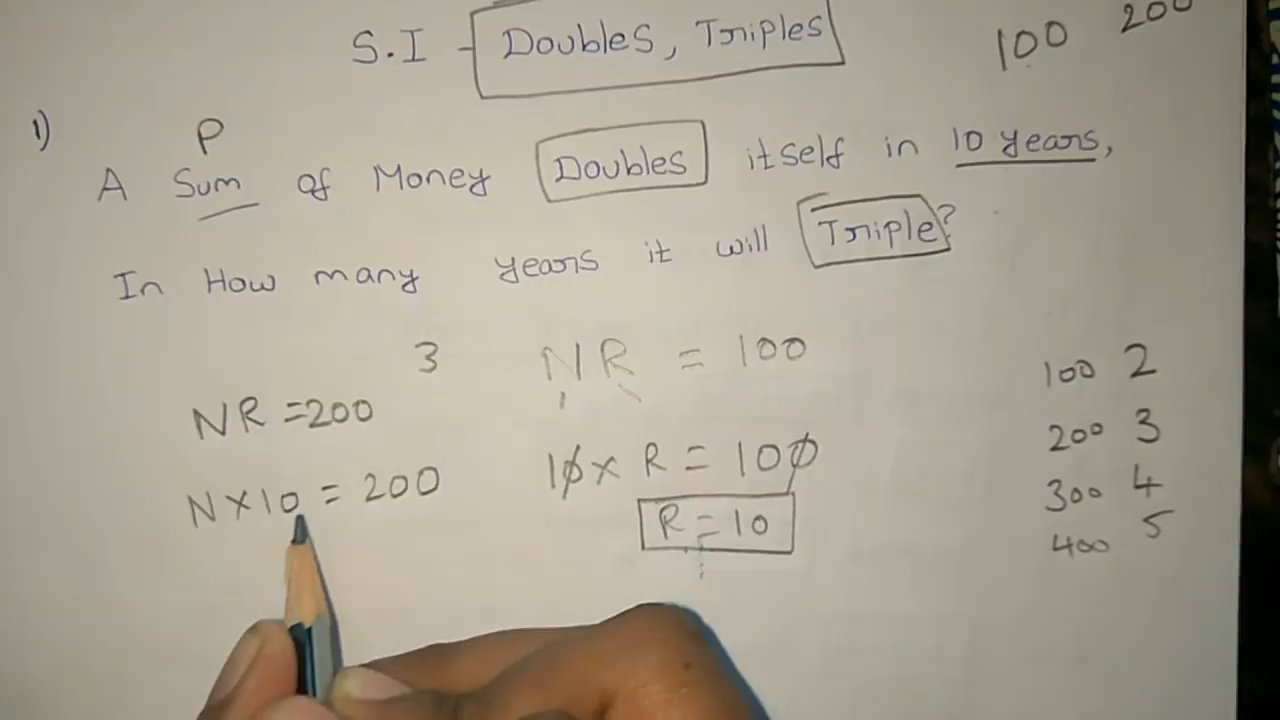 S.I - Doubles, Triples
100 200
1)
P
A Sum of Money Doubles itself in 10 years,
In How many years it will Triple?
3
NR = 100
NR = 200
10 x R = 100
N x 10 = 200
R = 10
100 2
200 3
300 4
400 5